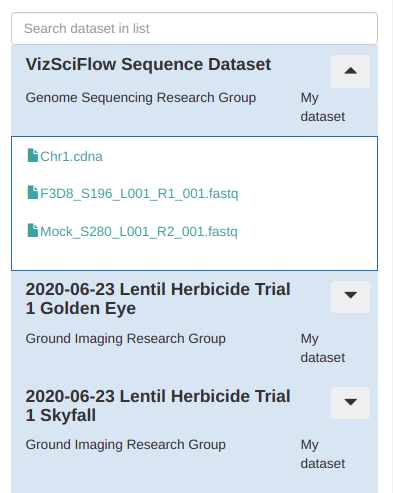 Search dataset in list
VizSciFlow Sequence Dataset
Genome Sequencing Research Group
My
dataset
Chr1.cdna
F3D8_S196_L001_R1_001.fastq
Mock_S280_L001_R2_001.fastq
2020-06-23 Lentil Herbicide Trial
1 Golden Eye
Ground Imaging Research Group
My
dataset
2020-06-23 Lentil Herbicide Trial
1 Skyfall
Ground Imaging Research Group
My
dataset